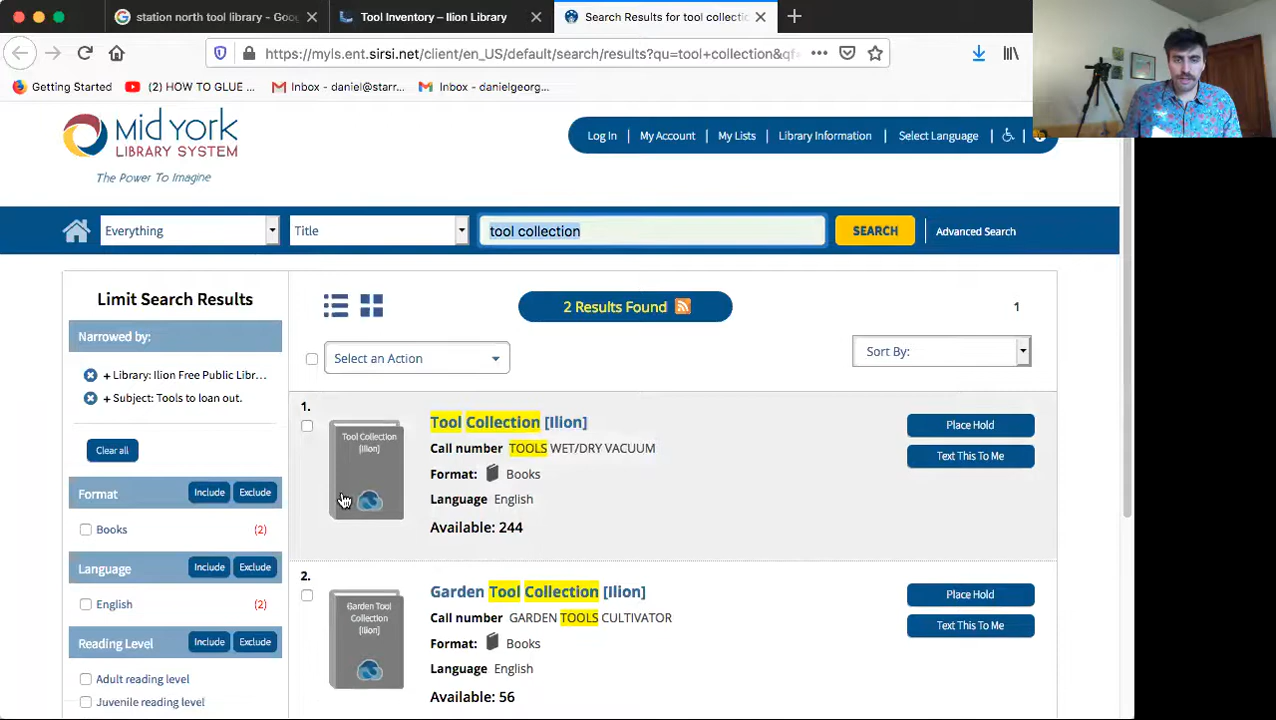 station north tool library - Goo
Tool Inventory – Ilion Library
Search Results for tool collectic
https://myls.ent.sirsi.net/client/en_US/default/search/results?qu=tool+collection&qf=
Getting Started
(2) HOW TO GLUE ...
Inbox - daniel@starr...
Inbox - danielgeorg...
Mid York
LIBRARY SYSTEM
The Power To Imagine
Log In
My Account
My Lists
Library Information
Select Language
Everything
Title
tool collection
SEARCH
Advanced Search
Limit Search Results
Narrowed by:
+ Library: Ilion Free Public Libr...
+ Subject: Tools to loan out.
Clear all
Format Include Exclude
Books (2)
Language Include Exclude
English (2)
Reading Level Include Exclude
Adult reading level
Juvenile reading level
2 Results Found
1
Select an Action
Sort By:
1.
Tool Collection
[Ilion]
Tool Collection [Ilion]
Call number TOOLS WET/DRY VACUUM
Format: Books
Language English
Available: 244
Place Hold
Text This To Me
2.
Garden Tool
Collection
[Ilion]
Garden Tool Collection [Ilion]
Call number GARDEN TOOLS CULTIVATOR
Format: Books
Language English
Available: 56
Place Hold
Text This To Me